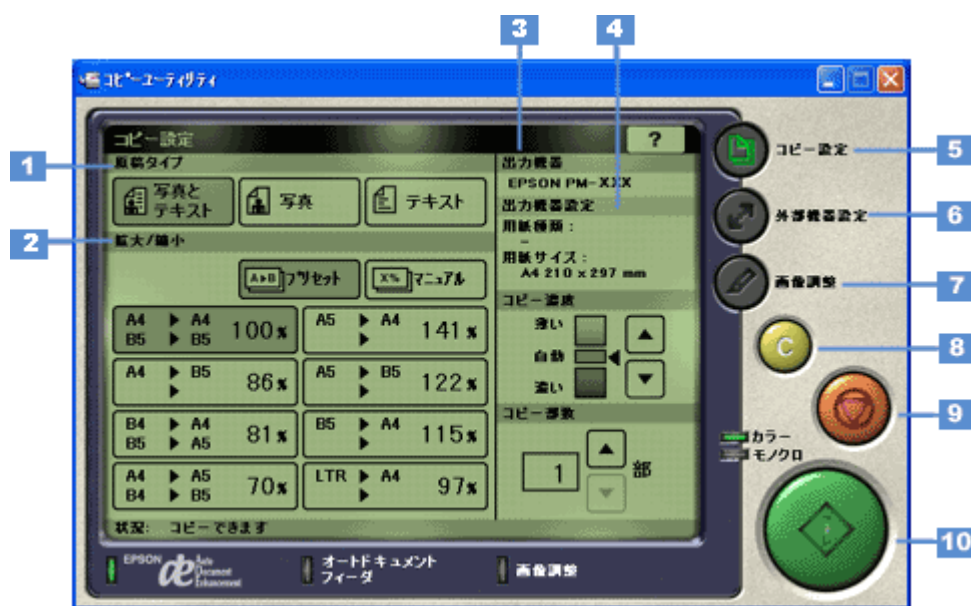 3
4
コピーユーティリティ
コピー設定
?
1
原稿タイプ
写真と
テキスト
写真
テキスト
2
拡大/縮小
A▶B
プリセット
X%
マニュアル
A4 ▶ A4
B5 ▶ B5
100%
A5 ▶ A4
▶
141%
A4 ▶ B5
▶
86%
A5 ▶ B5
▶
122%
B4 ▶ A4
B5 ▶ A5
81%
B5 ▶ A4
▶
115%
A4 ▶ A5
B4 ▶ B5
70%
LTR ▶ A4
▶
97%
状況: コピーできます
出力機器
EPSON PM-XXX
出力機器設定
用紙種類:
-
用紙サイズ:
A4 210 x 297 mm
コピー濃度
薄い
自動
濃い
コピー部数
1
部
コピー設定
5
外部機器設定
6
画像調整
7
C
8
9
カラー
モノクロ
10
EPSON
de Auto
Document
Enhancement
オートドキュメント
フィーダ
画像調整